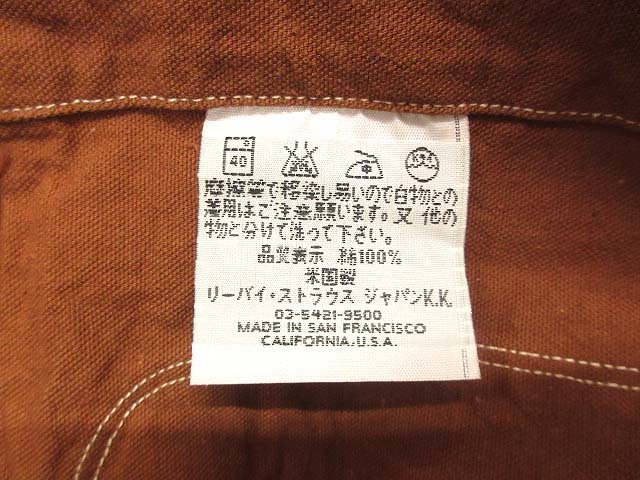 40
摩擦等で移染し易いので白物との
着用はご注意願います。又 他の
物と分けて洗って下さい。
品質表示 綿100%
米国製
リーバイ・ストラウス ジャパンK.K.
03-5421-9500
MADE IN SAN FRANCISCO
CALIFORNIA, U.S.A.